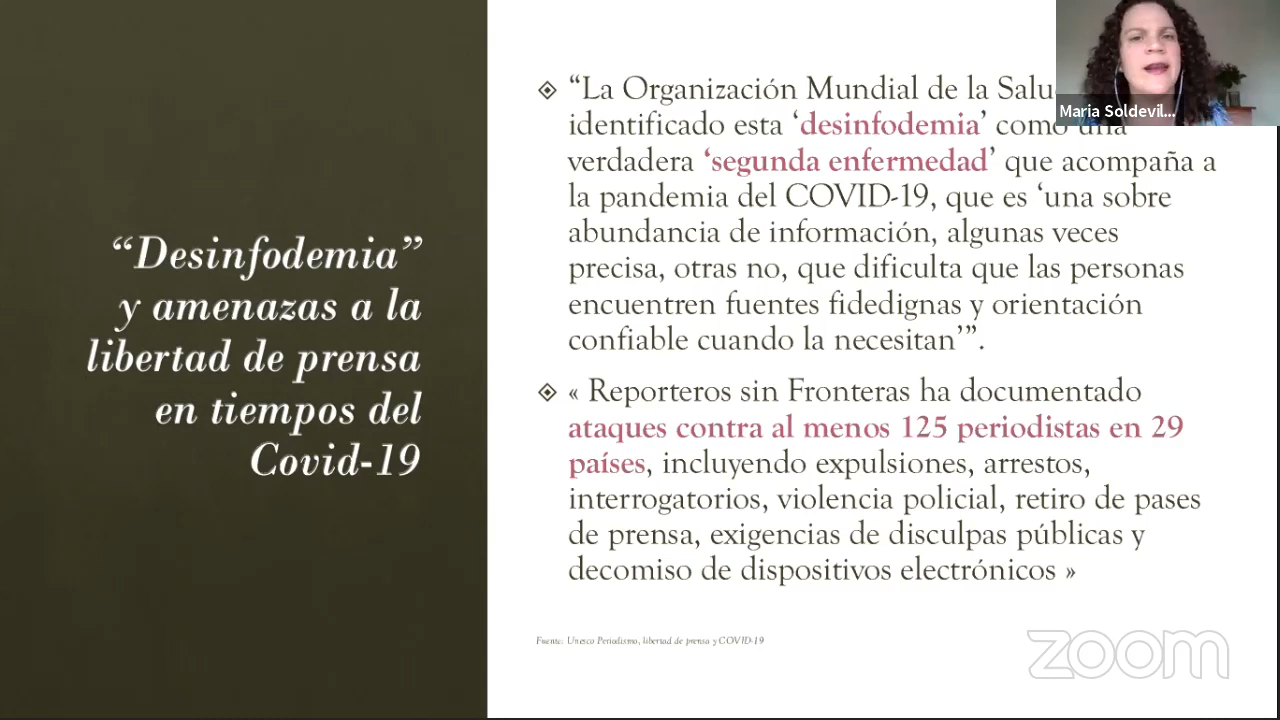 “Desinfodemia”
y amenazas a la
libertad de prensa
en tiempos del
Covid-19
“La Organización Mundial de la
identificado esta ‘desinfodemia’ como una
verdadera ‘segunda enfermedad’ que acompaña a
la pandemia del COVID-19, que es ‘una sobre
abundancia de información, algunas veces
precisa, otras no, que dificulta que las personas
encuentren fuentes fidedignas y orientación
confiable cuando la necesitan’”.
« Reporteros sin Fronteras ha documentado
ataques contra al menos 125 periodistas en 29
países, incluyendo expulsiones, arrestos,
interrogatorios, violencia policial, retiro de pases
de prensa, exigencias de disculpas públicas y
decomiso de dispositivos electrónicos »
Fuente: Unesco Periodismo, libertad de prensa y COVID-19
Maria Soldevil...
zoom